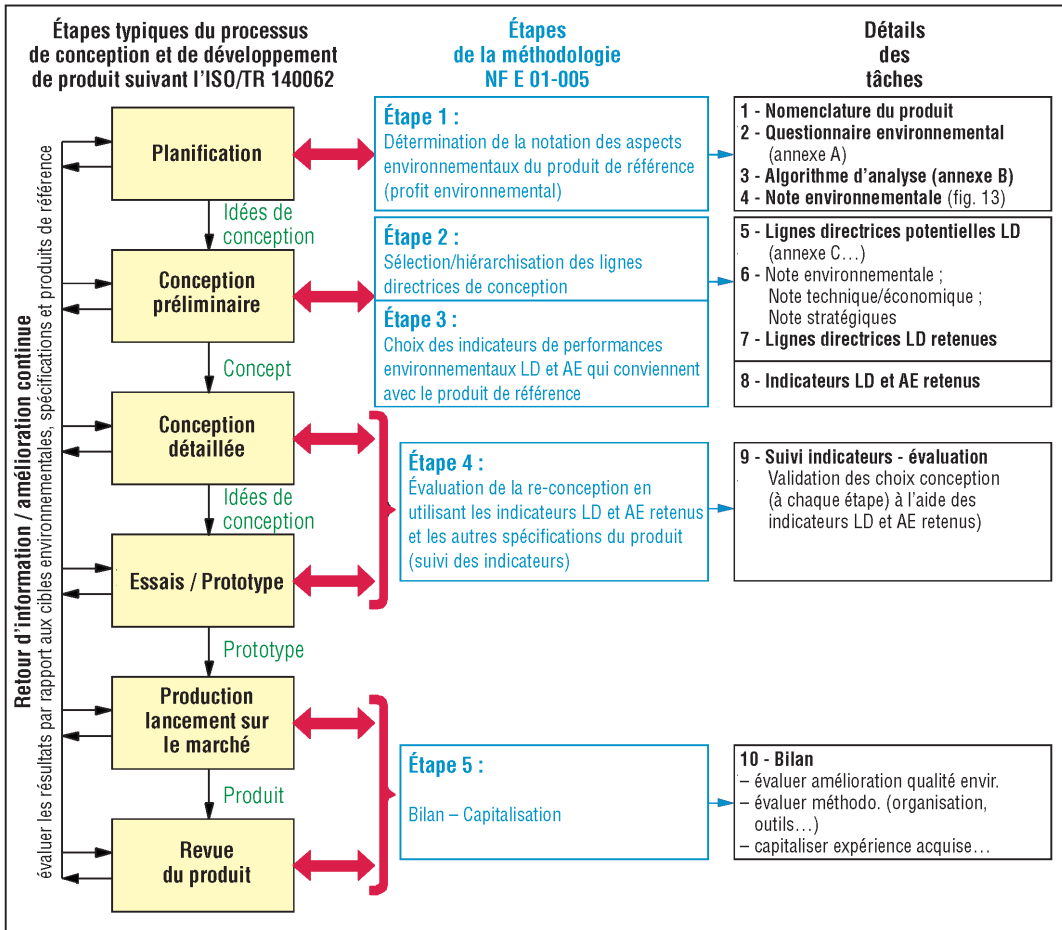 Étapes typiques du processus
de conception et de développement
de produit suivant l'ISO/TR 140062
Étapes
de la méthodologie
NF E 01-005
Détails
des
tâches
Retour d'information / amélioration continue
évaluer les résultats par rapport aux cibles environnementales, spécifications et produits de référence
Planification
Idées de
conception
Conception
préliminaire
Concept
Conception
détaillée
Idées de
conception
Essais / Prototype
Prototype
Production
lancement sur
le marché
Produit
Revue
du produit
Étape 1 :
Détermination de la notation des aspects
environnementaux du produit de référence
(profit environnemental)
Étape 2 :
Sélection/hiérarchisation des lignes
directrices de conception
Étape 3 :
Choix des indicateurs de performances
environnementaux LD et AE qui conviennent
avec le produit de référence
Étape 4 :
Évaluation de la re-conception en
utilisant les indicateurs LD et AE retenus
et les autres spécifications du produit
(suivi des indicateurs)
Étape 5 :
Bilan – Capitalisation
1 - Nomenclature du produit
2 - Questionnaire environnemental
(annexe A)
3 - Algorithme d'analyse (annexe B)
4 - Note environnementale (fig. 13)
5 - Lignes directrices potentielles LD
(annexe C…)
6 - Note environnementale ;
Note technique/économique ;
Note stratégiques
7 - Lignes directrices LD retenues
8 - Indicateurs LD et AE retenus
9 - Suivi indicateurs - évaluation
Validation des choix conception
(à chaque étape) à l'aide des
indicateurs LD et AE retenus)
10 - Bilan
– évaluer amélioration qualité envir.
– évaluer méthodo. (organisation,
outils…)
– capitaliser expérience acquise…